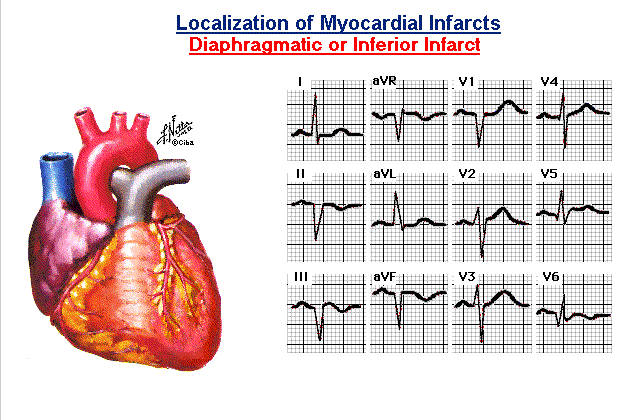 Localization of Myocardial Infarcts
Diaphragmatic or Inferior Infarct
I aVR V1 V4
©Ciba
II aVL V2 V5
III aVF V3 V6